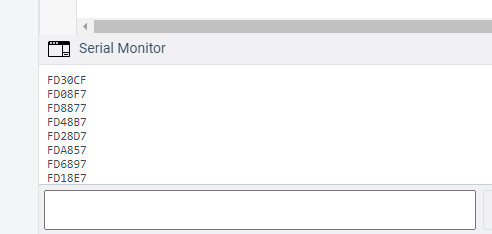 Serial Monitor
FD30CF
FD08F7
FD8877
FD48B7
FD28D7
FDA857
FD6897
FD18E7